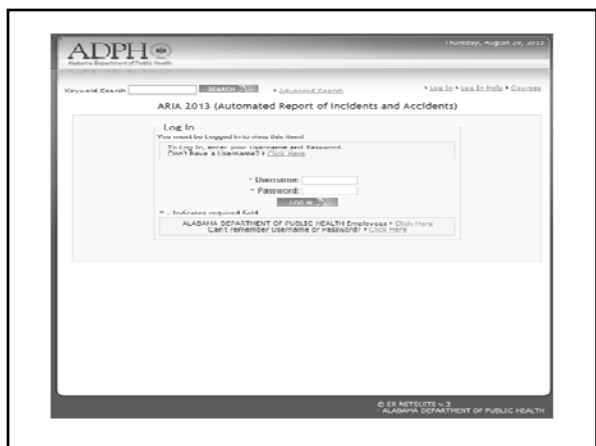 Thursday, August 29, 2013
ADPH
Alabama Department of Public Health
Keyword Search SEARCH Advanced Search Log In Log In Help Courses
ARIA 2013 (Automated Report of Incidents and Accidents)
Log In
You must be Logged In to view this item!
To Log In, enter your Username and Password.
Don't have a Username? Click Here
* Username:
* Password:
LOG IN
* - Indicates required field
ALABAMA DEPARTMENT OF PUBLIC HEALTH Employees Click Here
Can't remember Username or Password? Click Here
© ER NETSUITE v.3
- ALABAMA DEPARTMENT OF PUBLIC HEALTH